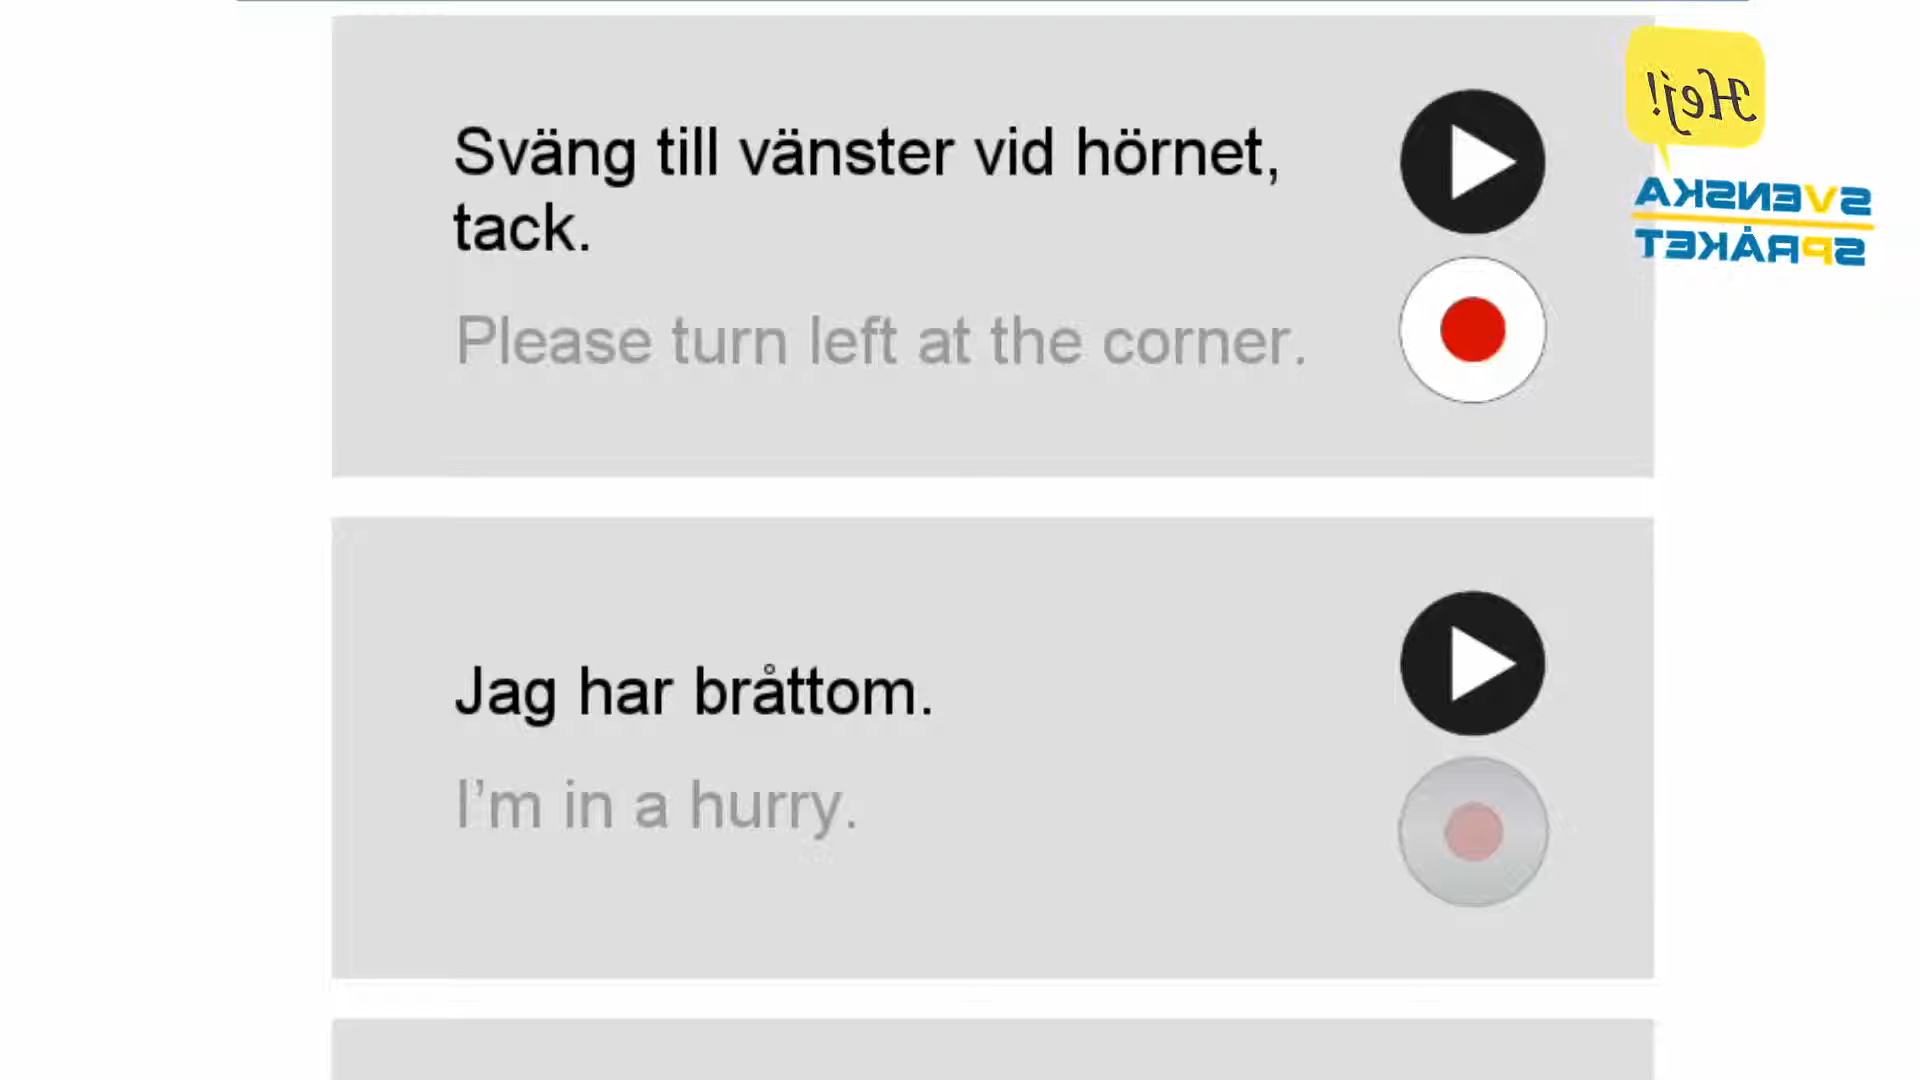 Sväng till vänster vid hörnet,
tack.
Please turn left at the corner.
Jag har bråttom.
I'm in a hurry.
Hej!
SVENSKA
SPRÅKET